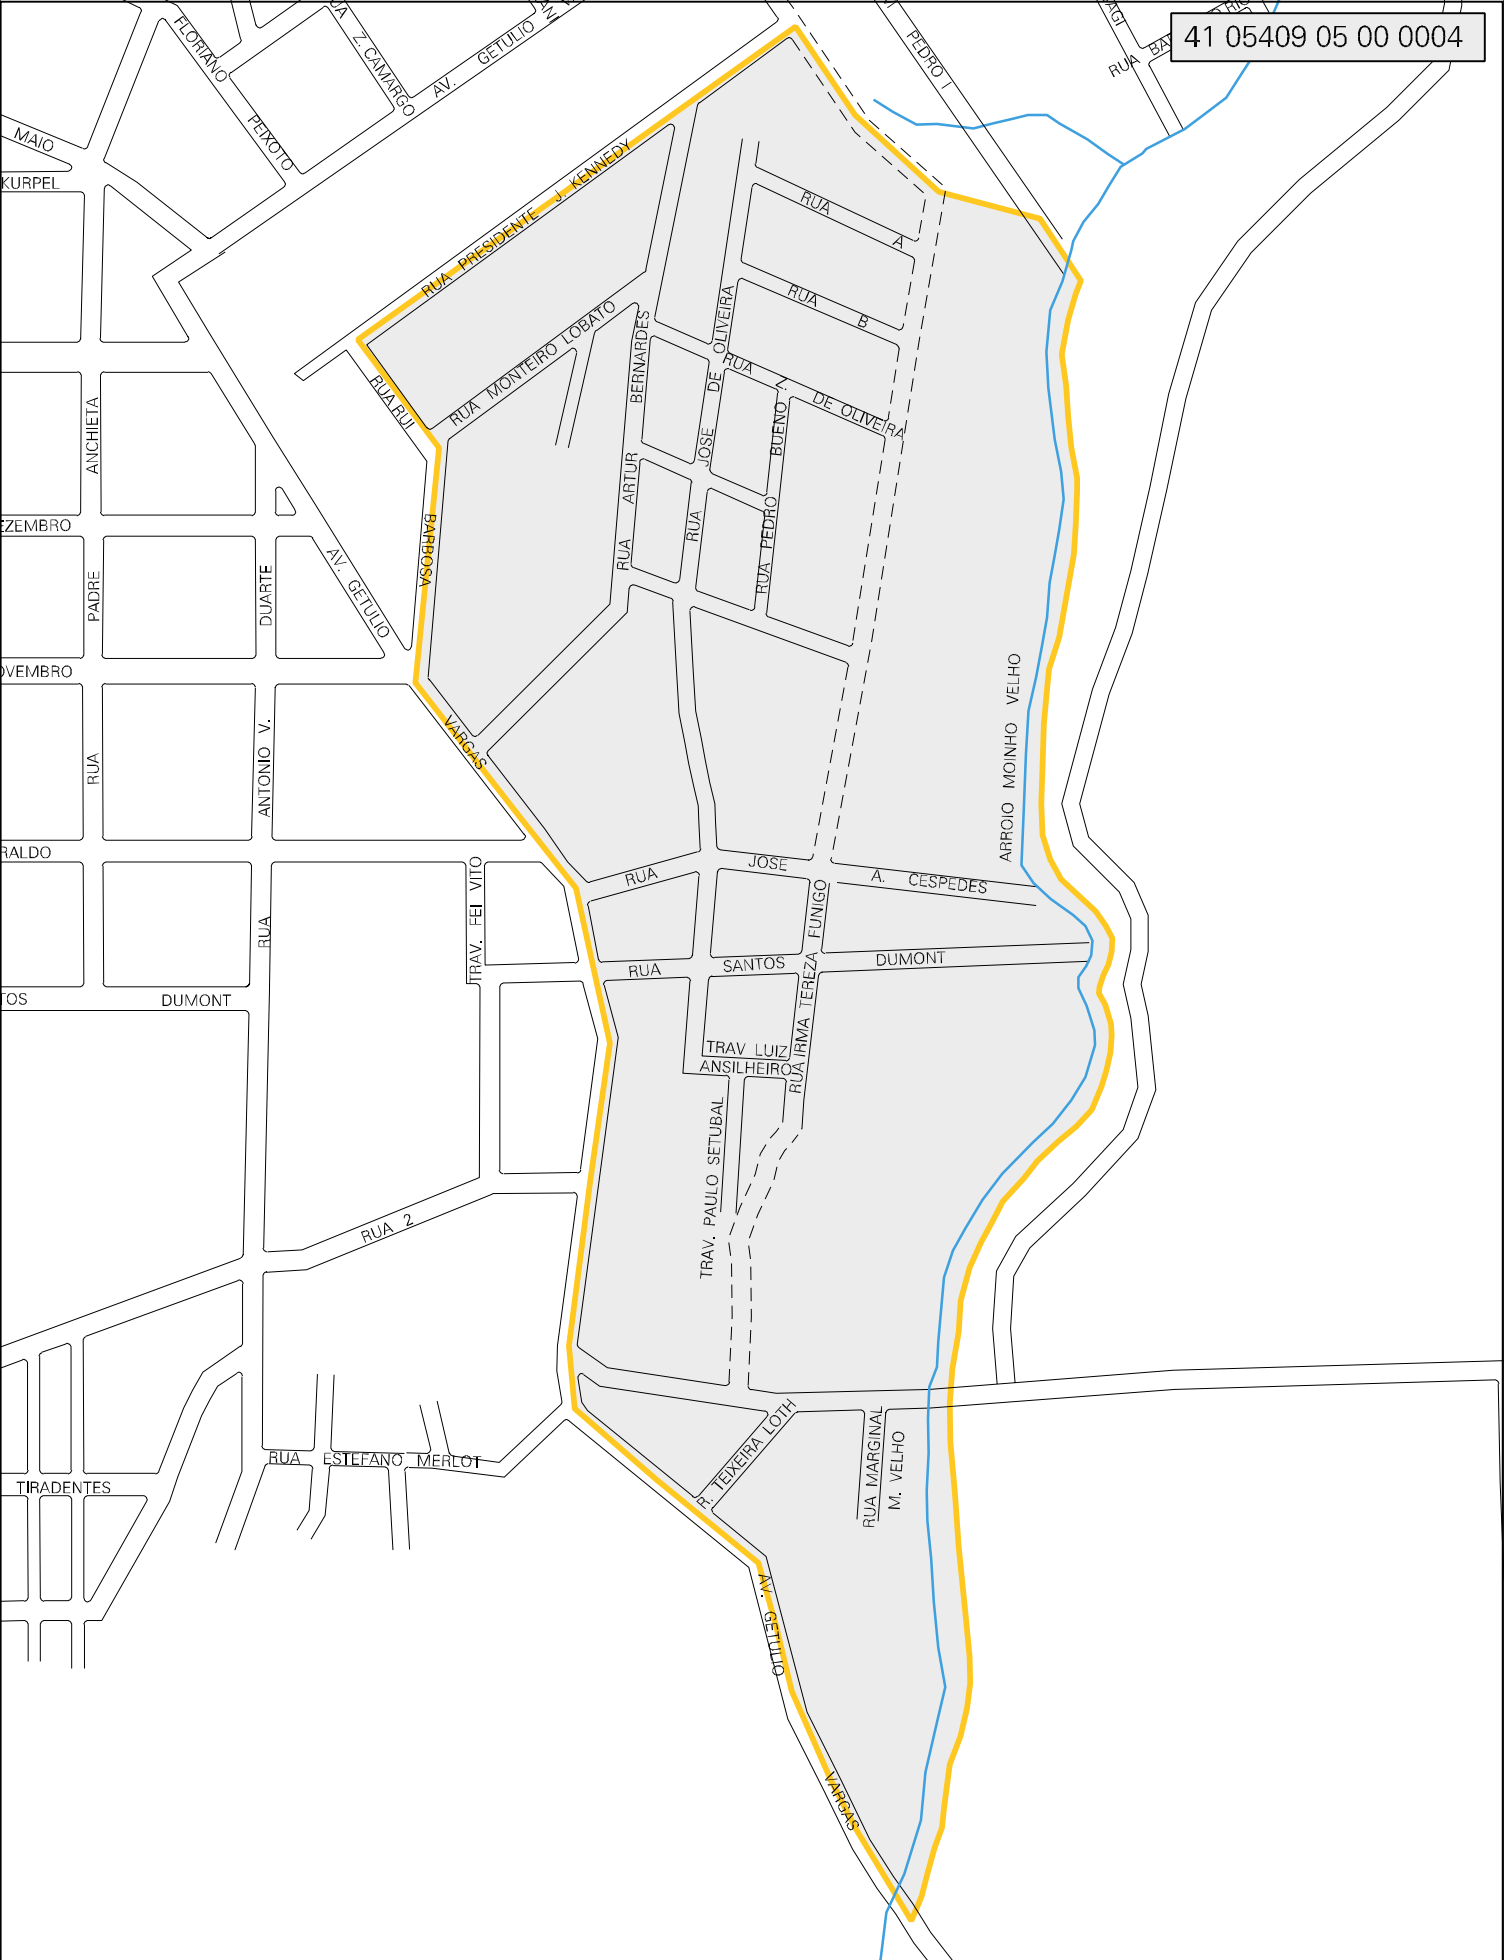 41 05409 05 00 0004
FLORIANO
PEIXOTO
Z. CAMARGO
AV. GETULIO
PEDRO I
RUA
MAIO
KURPEL
RUA PRESIDENTE J. KENNEDY
RUA A
RUA B
RUA MONTEIRO LOBATO
RUA RUI
BARBOSA
RUA ARTUR BERNARDES
RUA JOSE DE OLIVEIRA
RUA Z. DE OLIVEIRA
RUA PEDRO BUENO
RUA PADRE ANCHIETA
EZEMBRO
AV. GETULIO
VARGAS
RUA ANTONIO V. DUARTE
OVEMBRO
ARROIO MOINHO VELHO
RALDO
TRAV. FEI VITO
RUA JOSE A. CESPEDES
RUA IRMA TEREZA FUNIGO
RUA SANTOS DUMONT
TOS DUMONT
TRAV LUIZ
ANSILHEIRO
TRAV. PAULO SETUBAL
RUA 2
R. TEIXEIRA LOTH
RUA MARGINAL
M. VELHO
RUA ESTEFANO MERLOT
TIRADENTES
AV. GETULIO
VARGAS